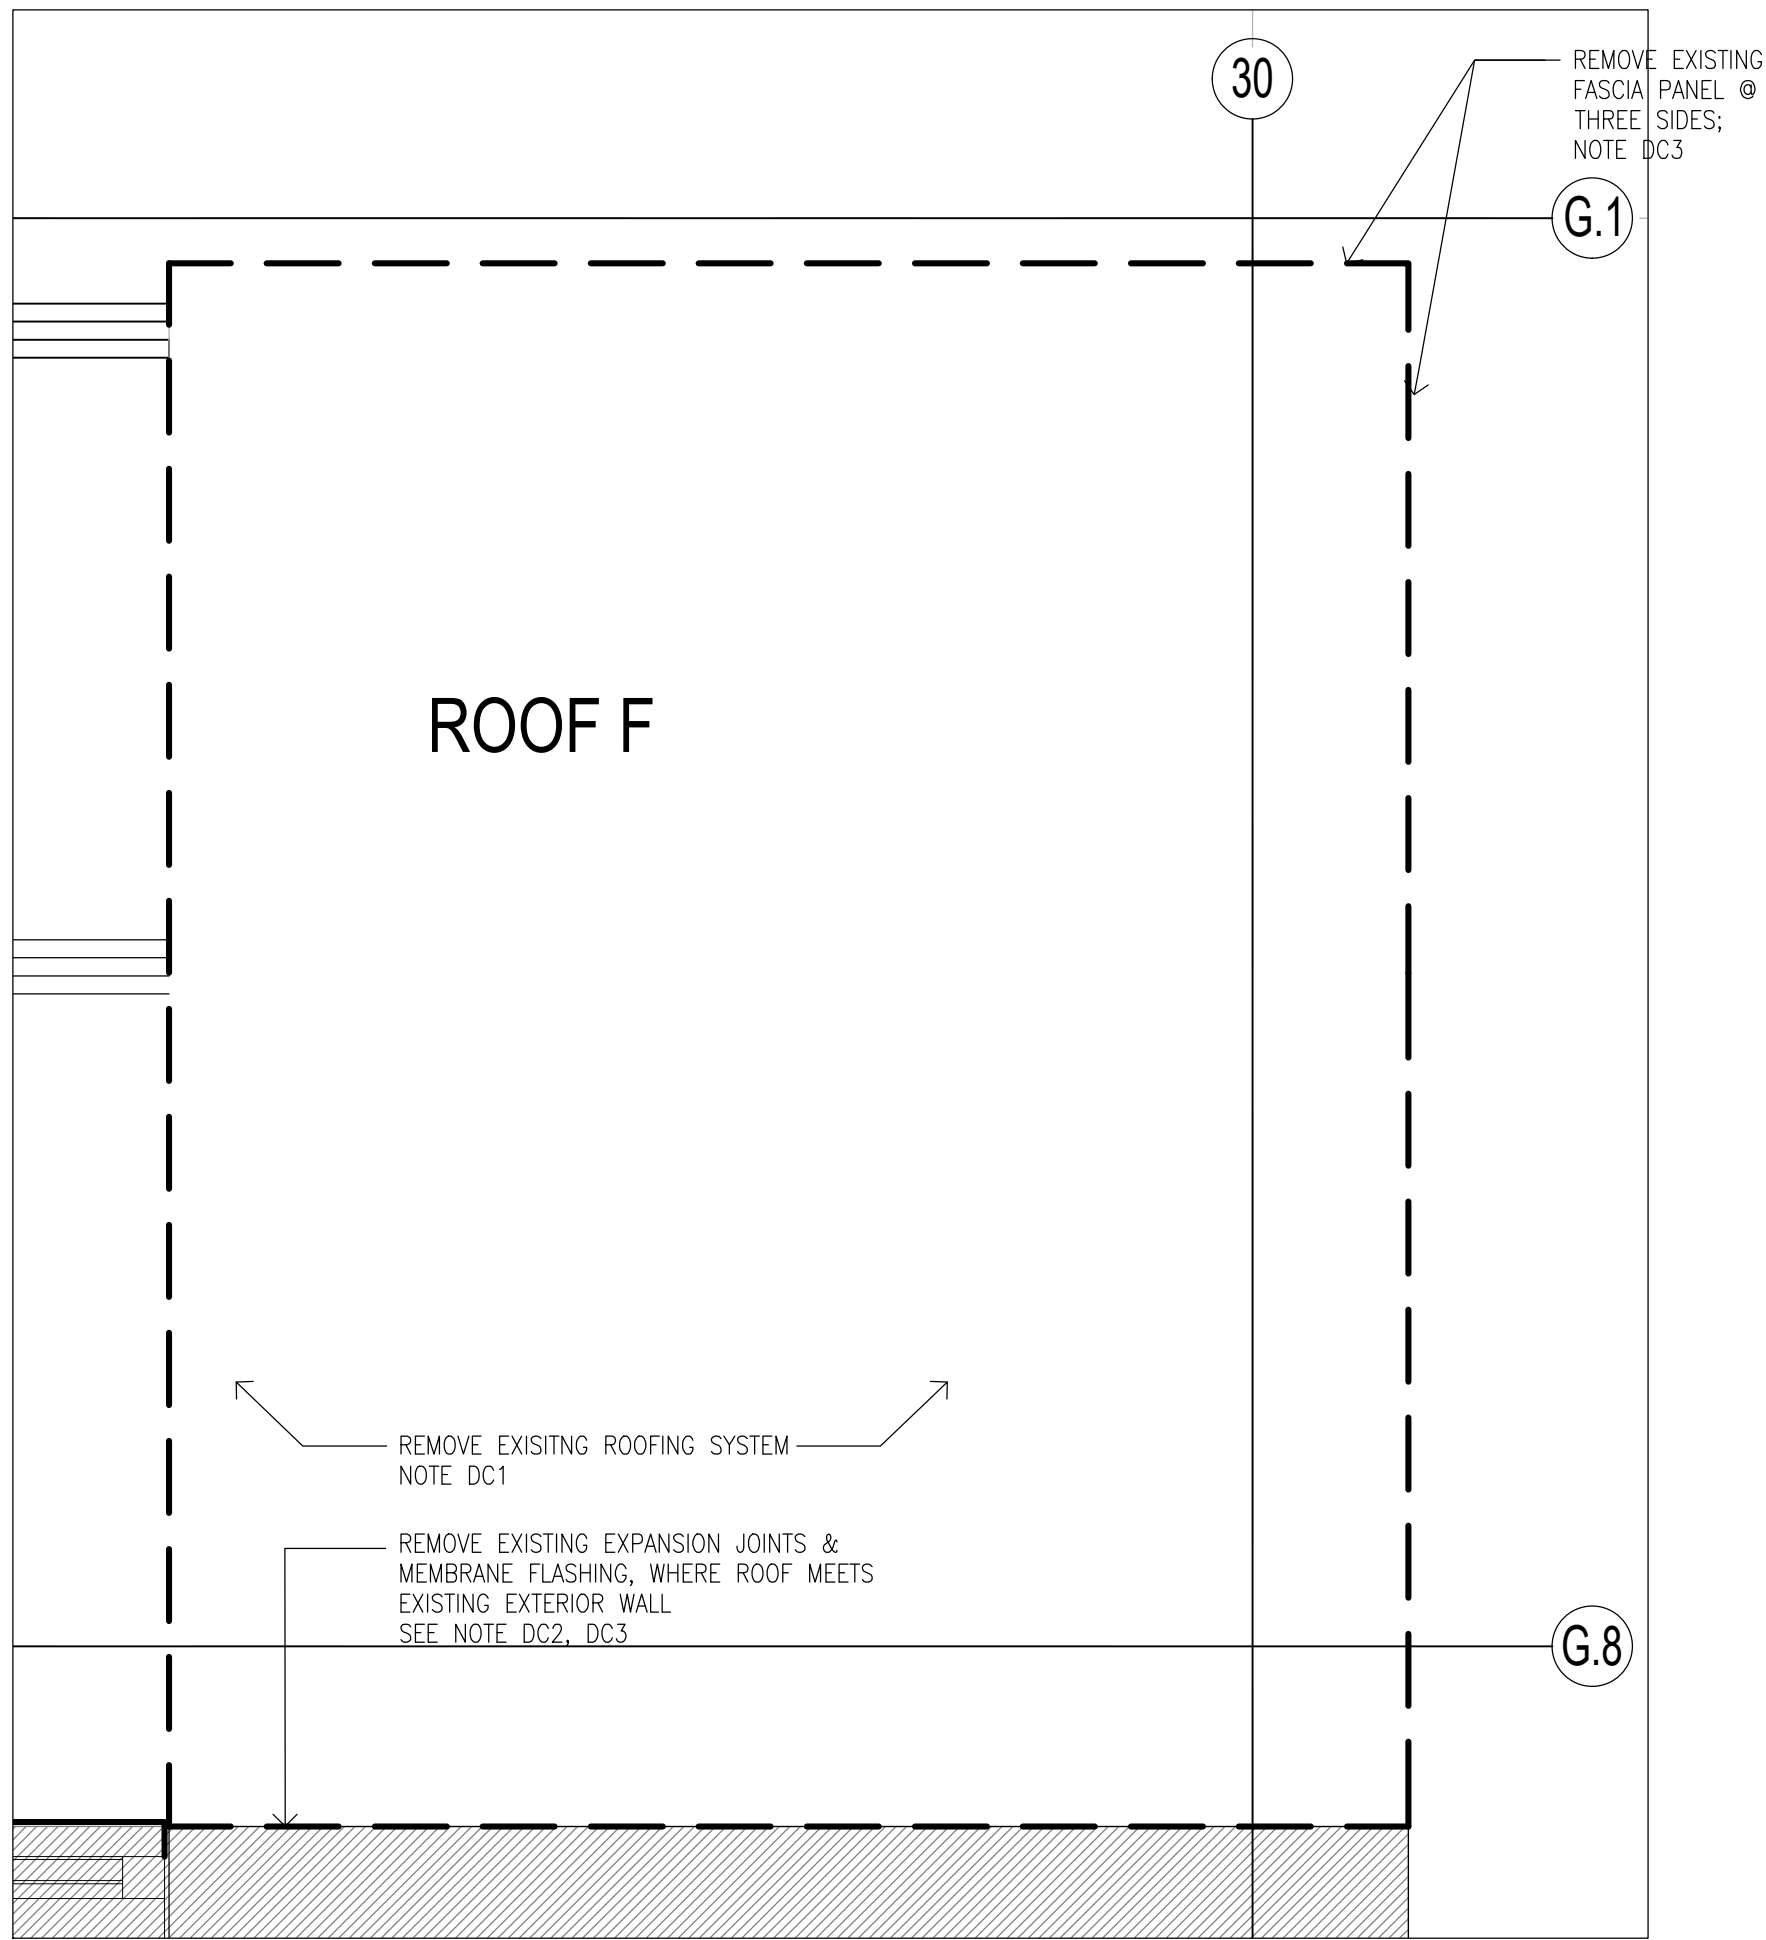 30
REMOVE EXISTING
FASCIA PANEL @
THREE SIDES;
NOTE DC3
G.1
ROOF F
REMOVE EXISITNG ROOFING SYSTEM
NOTE DC1
REMOVE EXISTING EXPANSION JOINTS &
MEMBRANE FLASHING, WHERE ROOF MEETS
EXISTING EXTERIOR WALL
SEE NOTE DC2, DC3
G.8